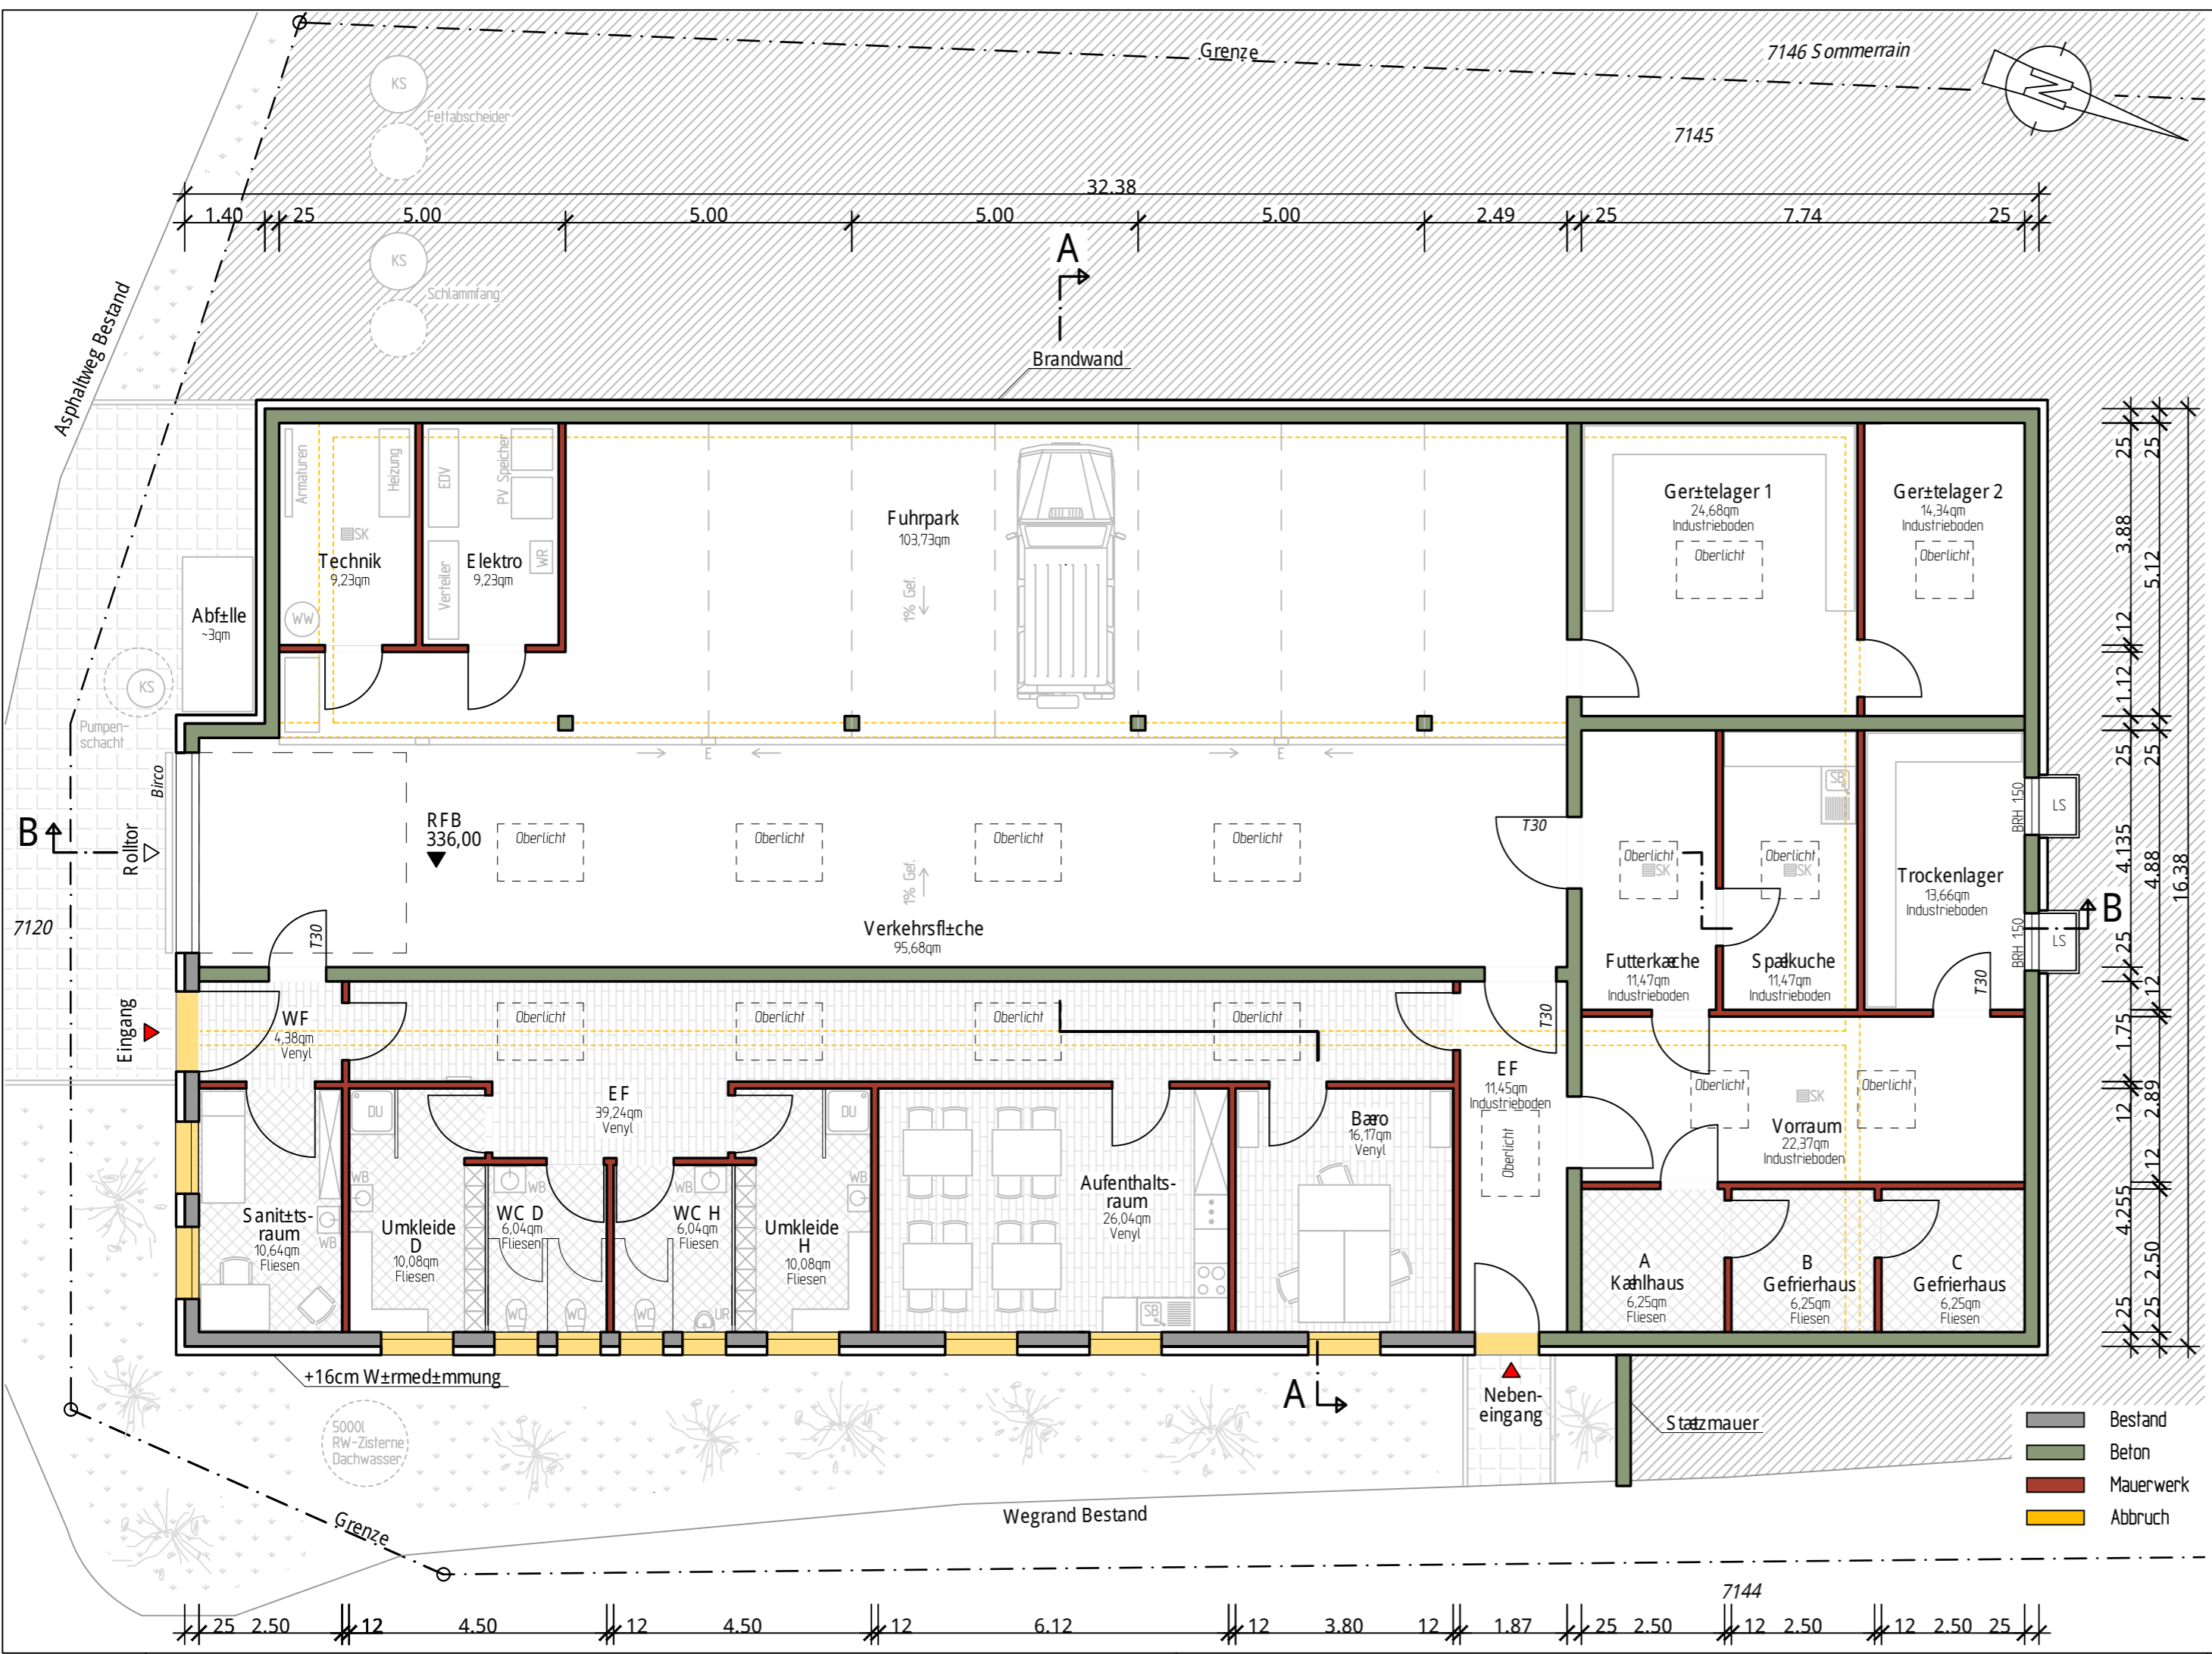 Grenze
7146 Sommerrain
N
7145
KS
Fettabscheider
32.38
1.40
25
5.00
5.00
5.00
5.00
2.49
25
7.74
25
KS
Schlammfang
A
Asphaltweg Bestand
Brandwand
Armaturen
Heizung
SK
Technik
9,23qm
WW
EDV
PV Speicher
Verteiler
WR
Elektro
9,23qm
Fuhrpark
103,73qm
1% Gef.
Ger±telager 1
24,68qm
Industrieboden
Oberlicht
Ger±telager 2
14,34qm
Industrieboden
Oberlicht
Abf±lle
~3qm
KS
Pumpen-
schacht
Birco
E
E
B
Rolltor
RFB
336,00
Oberlicht
Oberlicht
Oberlicht
Oberlicht
T30
1% Gef.
Verkehrsfl±che
95,68qm
T30
7120
Oberlicht
SK
Futterkæche
11,47qm
Industrieboden
SB
Oberlicht
SK
Spælkuche
11,47qm
Industrieboden
Trockenlager
13,66qm
Industrieboden
T30
BRH 1.50
LS
BRH 1.50
LS
B
Eingang
WF
4,38qm
Venyl
Oberlicht
Oberlicht
Oberlicht
Oberlicht
T30
EF
39,24qm
Venyl
EF
11,45qm
Industrieboden
Oberlicht
Oberlicht
SK
Oberlicht
Vorraum
22,37qm
Industrieboden
Sanit±ts-
raum
10,64qm
Fliesen
WB
DU
WB
Umkleide
D
10,08qm
Fliesen
WB
WC D
6,04qm
Fliesen
WC
WC
WB
WC H
6,04qm
Fliesen
WC
UR
DU
WB
Umkleide
H
10,08qm
Fliesen
Aufenthalts-
raum
26,04qm
Venyl
SB
Bæro
16,17qm
Venyl
A
Kæhlhaus
6,25qm
Fliesen
B
Gefrierhaus
6,25qm
Fliesen
C
Gefrierhaus
6,25qm
Fliesen
25
3.88
12
1.12
25
4.135
25
1.75
12
4.255
25
25
5.12
25
4.88
12
2.89
12
2.50
25
16.38
+16cm W±rmed±mmung
5000l
RW-Zisterne
Dachwasser
A
Neben-
eingang
Stætzmauer
Bestand
Beton
Mauerwerk
Abbruch
Grenze
Wegrand Bestand
7144
25
2.50
12
4.50
12
4.50
12
6.12
12
3.80
12
1.87
25
2.50
12
2.50
12
2.50
25